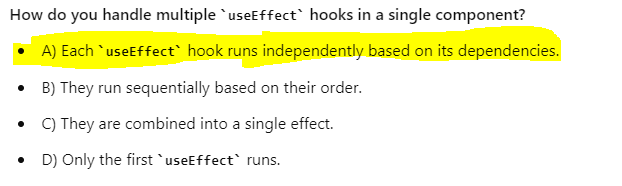 How do you handle multiple `useEffect` hooks in a single component?
• A) Each `useEffect` hook runs independently based on its dependencies.
• B) They run sequentially based on their order.
• C) They are combined into a single effect.
• D) Only the first `useEffect` runs.